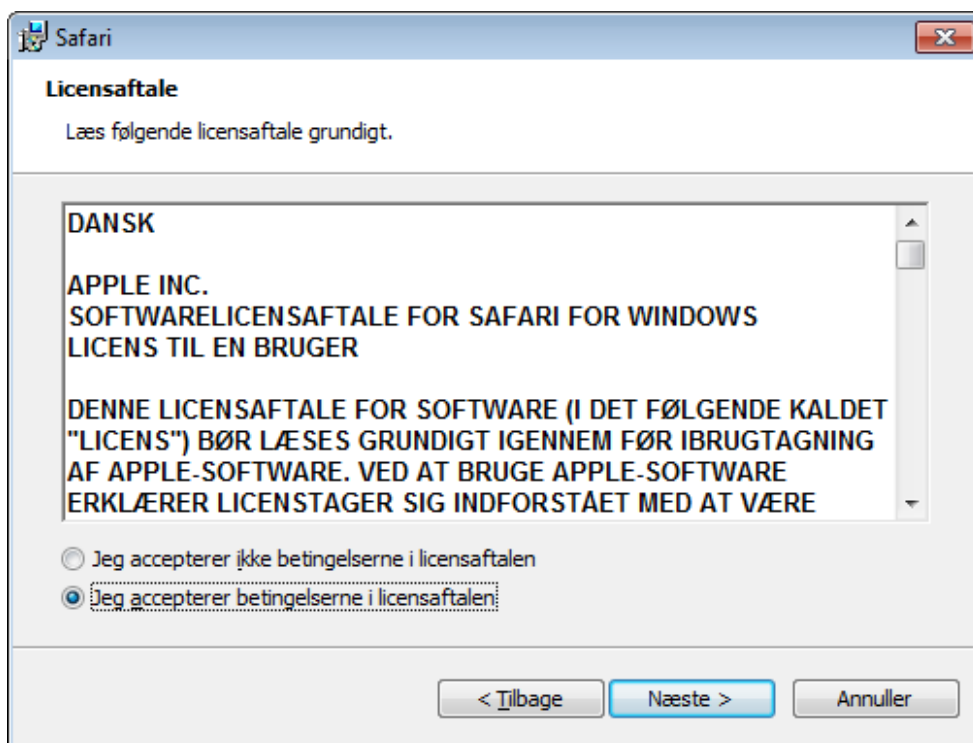 Safari
Licensaftale
Læs følgende licensaftale grundigt.
DANSK
APPLE INC.
SOFTWARELICENSAFTALE FOR SAFARI FOR WINDOWS
LICENS TIL EN BRUGER
DENNE LICENSAFTALE FOR SOFTWARE (I DET FØLGENDE KALDET
"LICENS") BØR LÆSES GRUNDIGT IGENNEM FØR IBRUGTAGNING
AF APPLE-SOFTWARE. VED AT BRUGE APPLE-SOFTWARE
ERKLÆRER LICENSTAGER SIG INDFORSTÅET MED AT VÆRE
Jeg accepterer ikke betingelserne i licensaftalen
Jeg accepterer betingelserne i licensaftalen
< Tilbage Næste > Annuller